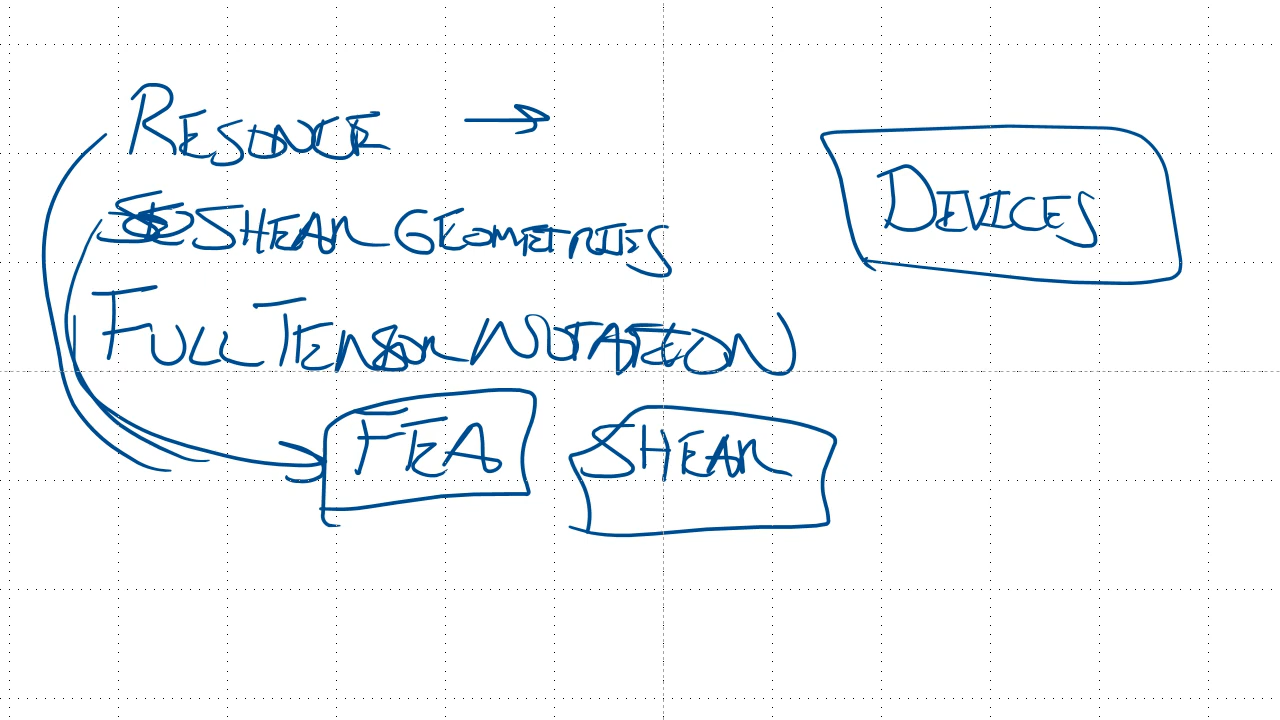 RESONCE →
SHEAR GEOMETRIES
DEVICES
FULL TENSOR NOTATION
FEA SHEAR